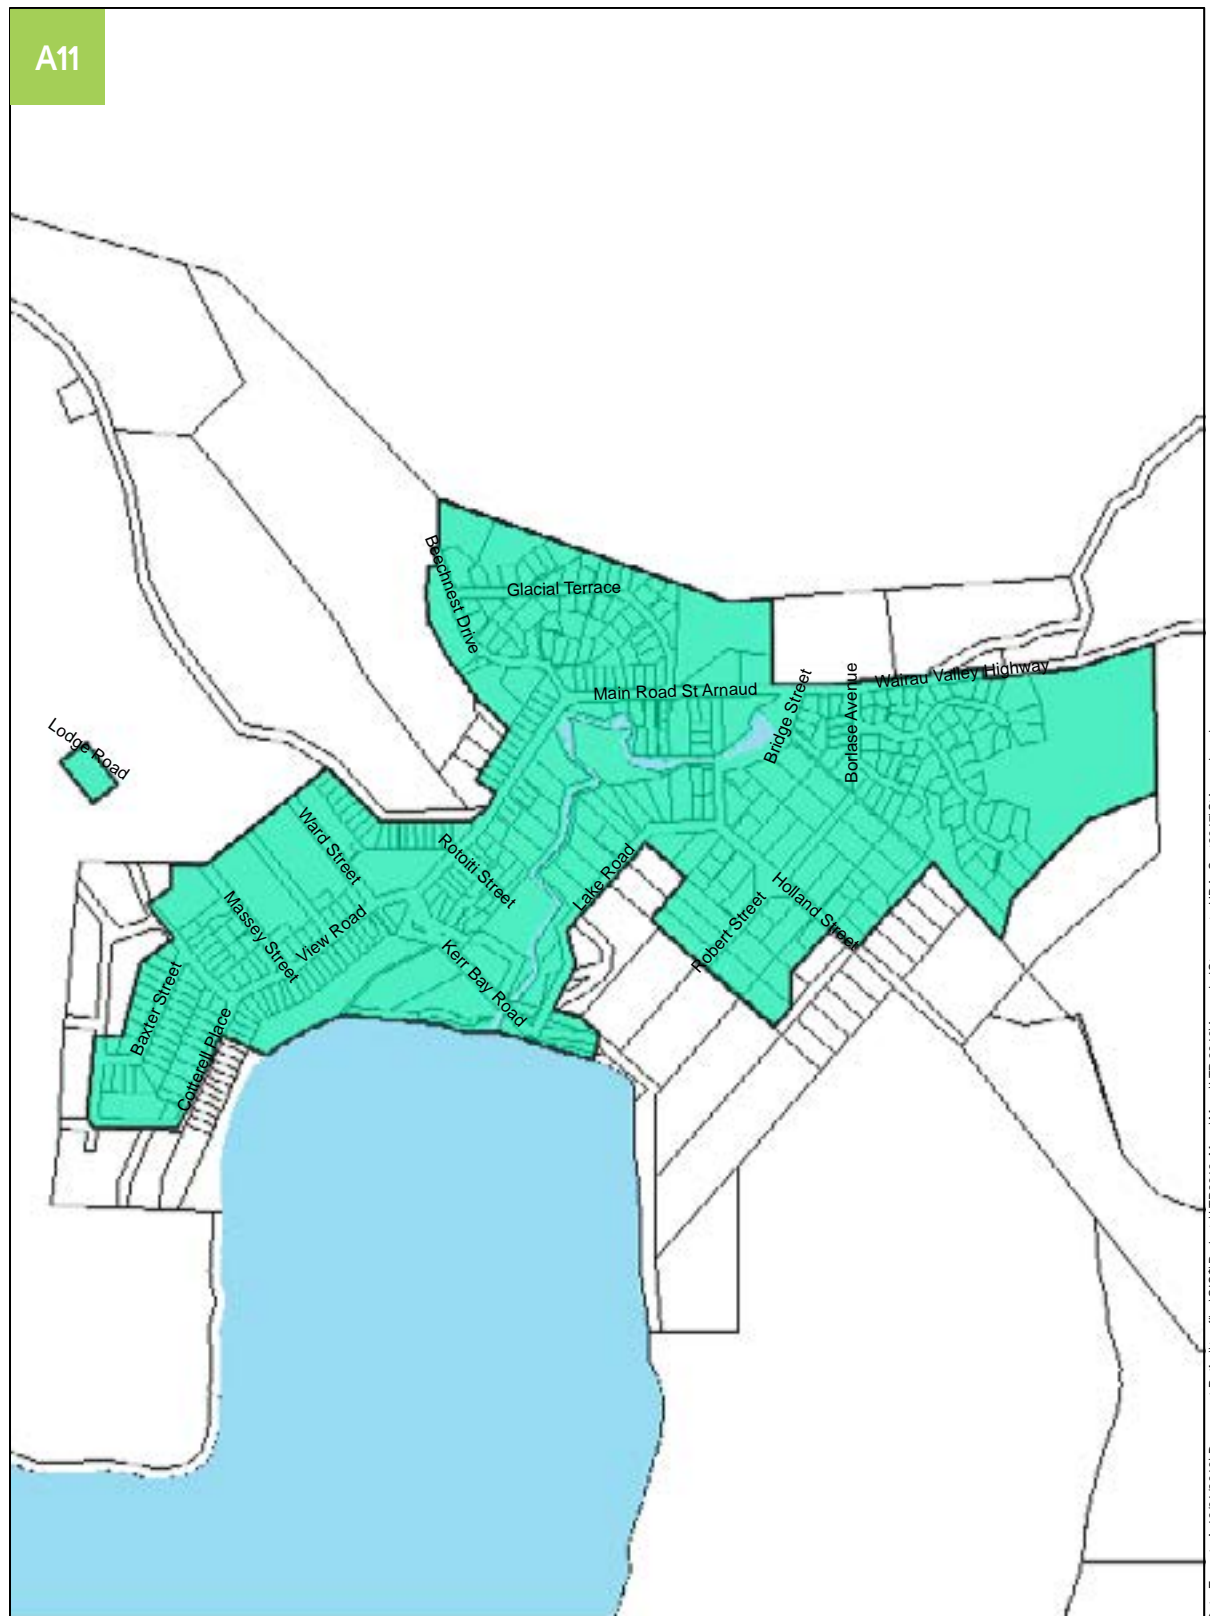 A11
Beechnest Drive
Glacial Terrace
Main Road St Arnaud
Bridge Street
Borlase Avenue
Wairau Valley Highway
Lodge Road
Ward Street
Rotoiti Street
Lake Road
Massey Street
View Road
Kerr Bay Road
Robert Street
Holland Street
Baxter Street
Cotterell Place